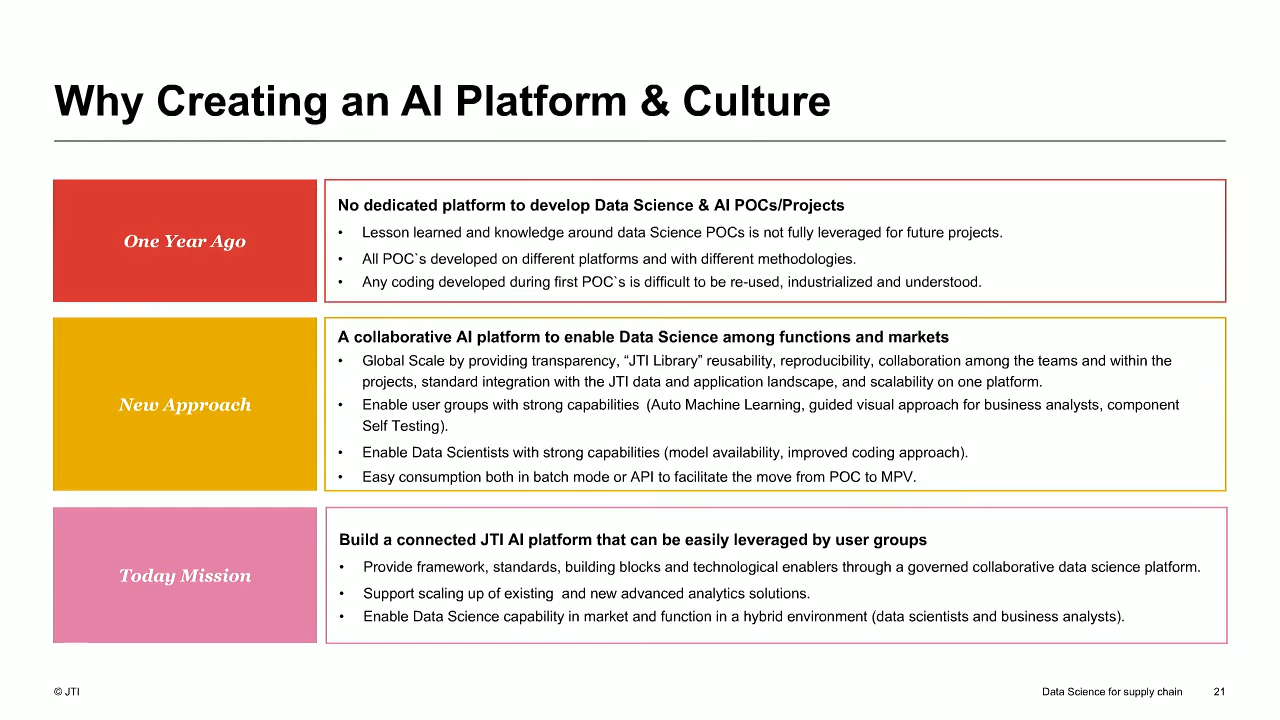 Why Creating an AI Platform & Culture
One Year Ago
No dedicated platform to develop Data Science & AI POCs/Projects
• Lesson learned and knowledge around data Science POCs is not fully leveraged for future projects.
• All POC`s developed on different platforms and with different methodologies.
• Any coding developed during first POC`s is difficult to be re-used, industrialized and understood.
New Approach
A collaborative AI platform to enable Data Science among functions and markets
• Global Scale by providing transparency, “JTI Library” reusability, reproducibility, collaboration among the teams and within the
projects, standard integration with the JTI data and application landscape, and scalability on one platform.
• Enable user groups with strong capabilities (Auto Machine Learning, guided visual approach for business analysts, component
Self Testing).
• Enable Data Scientists with strong capabilities (model availability, improved coding approach).
• Easy consumption both in batch mode or API to facilitate the move from POC to MPV.
Today Mission
Build a connected JTI AI platform that can be easily leveraged by user groups
• Provide framework, standards, building blocks and technological enablers through a governed collaborative data science platform.
• Support scaling up of existing and new advanced analytics solutions.
• Enable Data Science capability in market and function in a hybrid environment (data scientists and business analysts).
© JTI
Data Science for supply chain 21